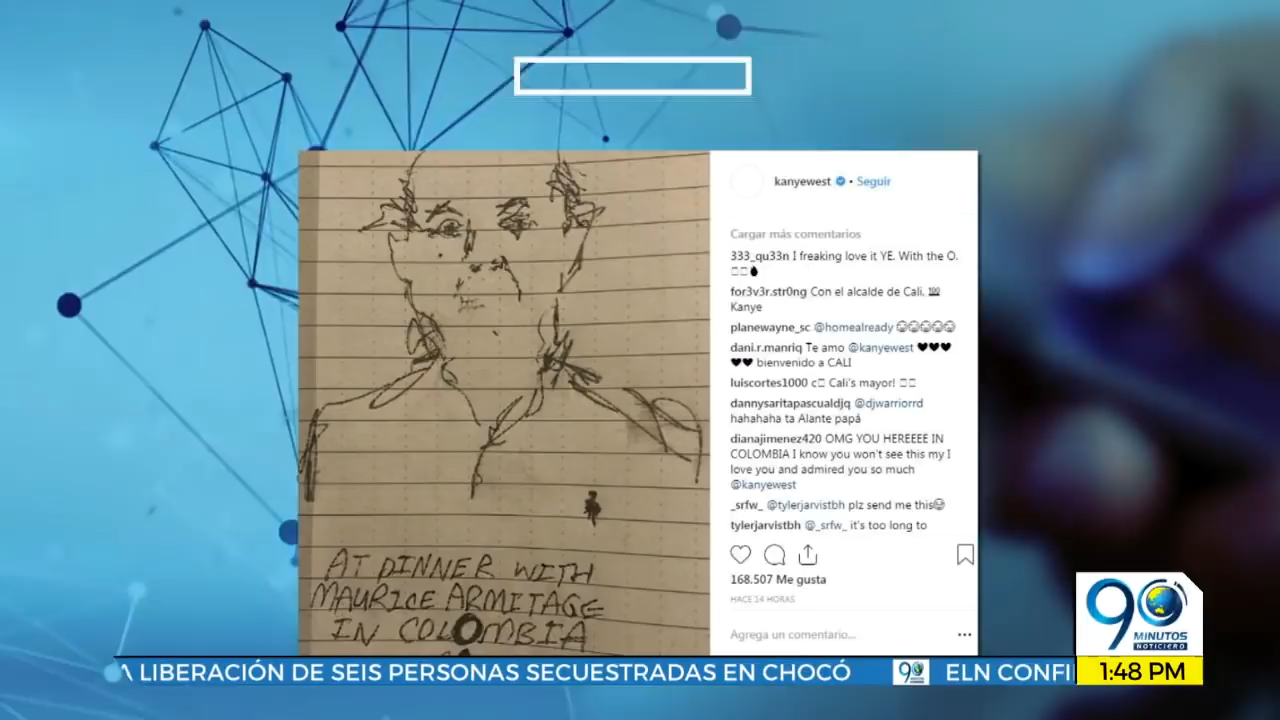 kanyewest • Seguir
Cargar más comentarios
333_qu33n I freaking love it YE. With the O.
for3v3r.str0ng Con el alcalde de Cali. 💯
Kanye
planewayne_sc @homealready
dani.r.manriq Te amo @kanyewest ♥♥♥
♥♥ bienvenido a CALI
luiscortes1000 c Cali's mayor!
dannysaritapascualdjq @djwarriorrd
hahahaha ta Alante papá
dianajimenez420 OMG YOU HEREEEE IN
COLOMBIA I know you won't see this my I
love you and admired you so much
@kanyewest
_srfw_ @tylerjarvistbh plz send me this
tylerjarvistbh @_srfw_ it's too long to
168.507 Me gusta
HACE 14 HORAS
Agrega un comentario...
AT DINNER WITH
MAURICE ARMITAGE
IN COLOMBIA
90
MINUTOS
NOTICIERO
A LIBERACIÓN DE SEIS PERSONAS SECUESTRADAS EN CHOCÓ 90 ELN CONFI
1:48 PM